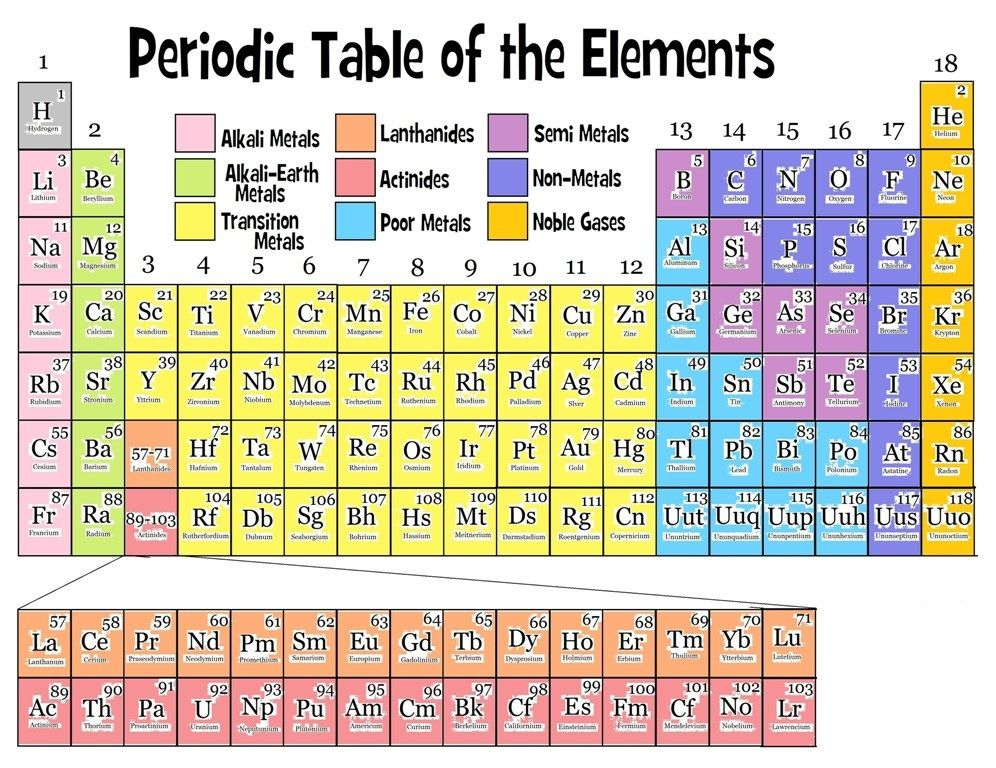 Periodic Table of the Elements
1
18
1
2
H
He
Hydrogen
Helium
2
13 14 15 16 17
Alkali Metals
Lanthanides
Semi Metals
Alkali-Earth
Metals
Actinides
Non-Metals
Transition
Metals
Poor Metals
Noble Gases
3 4 5 6 7 8 9 10
Li Be B C N O F Ne
Lithium Beryllium Boron Carbon Nitrogen Oxygen Fluorine Neon
11 12 13 14 15 16 17 18
Na Mg Al Si P S Cl Ar
Sodium Magnesium Aluminum Silicon Phosphorus Sulfur Chlorine Argon
3 4 5 6 7 8 9 10 11 12
19 20 21 22 23 24 25 26 27 28 29 30 31 32 33 34 35 36
K Ca Sc Ti V Cr Mn Fe Co Ni Cu Zn Ga Ge As Se Br Kr
Potassium Calcium Scandium Titanium Vanadium Chromium Manganese Iron Cobalt Nickel Copper Zinc Gallium Germanium Arsenic Selenium Bromine Krypton
37 38 39 40 41 42 43 44 45 46 47 48 49 50 51 52 53 54
Rb Sr Y Zr Nb Mo Tc Ru Rh Pd Ag Cd In Sn Sb Te I Xe
Rubidium Stronium Yttrium Zirconium Niobium Molybdenum Technetium Ruthenium Rhodium Palladium Slver Cadmium Indium Tin Antimony Tellurium Iodine Xenon
55 56 72 73 74 75 76 77 78 79 80 81 82 83 84 85 86
Cs Ba 57-71 Hf Ta W Re Os Ir Pt Au Hg Tl Pb Bi Po At Rn
Cesium Barium Lanthanides Hafnium Tantalum Tungsten Rhenium Osmium Iridium Platinum Gold Mercury Thallium Lead Bismuth Polonium Astatine Radon
87 88 104 105 106 107 108 109 110 111 112 113 114 115 116 117 118
Fr Ra 89-103 Rf Db Sg Bh Hs Mt Ds Rg Cn Uut Uuq Uup Uuh Uus Uuo
Francium Radium Actinides Rutherfordium Dubnum Seaborgium Bohrium Hassium Meitnerium Darmstadium Roentgenium Copernicium Ununtrium Ununquadium Ununpentium Ununhexium Ununseptium Ununoctium
57 58 59 60 61 62 63 64 65 66 67 68 69 70 71
La Ce Pr Nd Pm Sm Eu Gd Tb Dy Ho Er Tm Yb Lu
Lanthanum Cerium Praseodymium Neodymium Promethium Samarium Europium Gadolinium Terbium Dysprosium Holmium Erbium Thulium Ytterbium Lutetium
89 90 91 92 93 94 95 96 97 98 99 100 101 102 103
Ac Th Pa U Np Pu Am Cm Bk Cf Es Fm Cf No Lr
Actinium Thorium Proactinium Uranium Neputunium Plutonium Americum Curium Berkelium Californium Einsteinium Fermium Mendelevium Nobelium Lawrencium